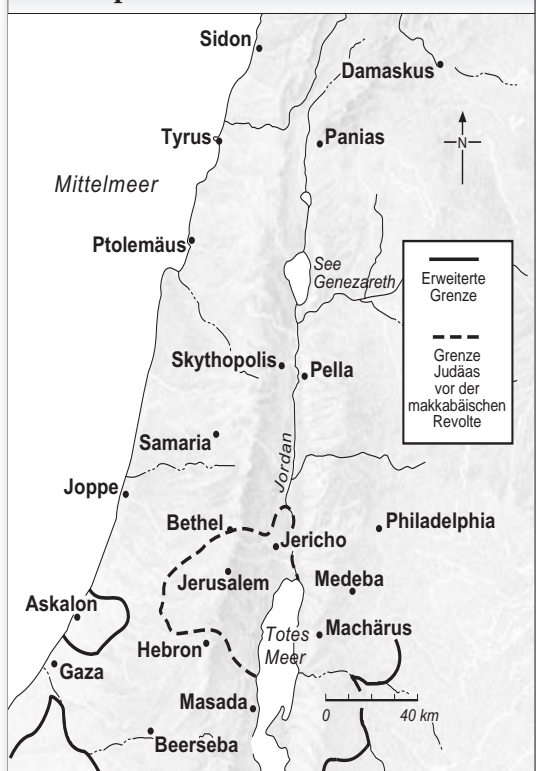 Sidon
Damaskus
Tyrus
Panias
N
Mittelmeer
Ptolemäus
See
Genezareth
Erweiterte
Grenze
Grenze
Judäas
vor der
makkabäischen
Revolte
Skythopolis
Pella
Samaria
Jordan
Joppe
Bethel
Philadelphia
Jericho
Jerusalem
Medeba
Askalon
Totes
Meer
Machärus
Hebron
Gaza
Masada
0 40 km
Beerseba